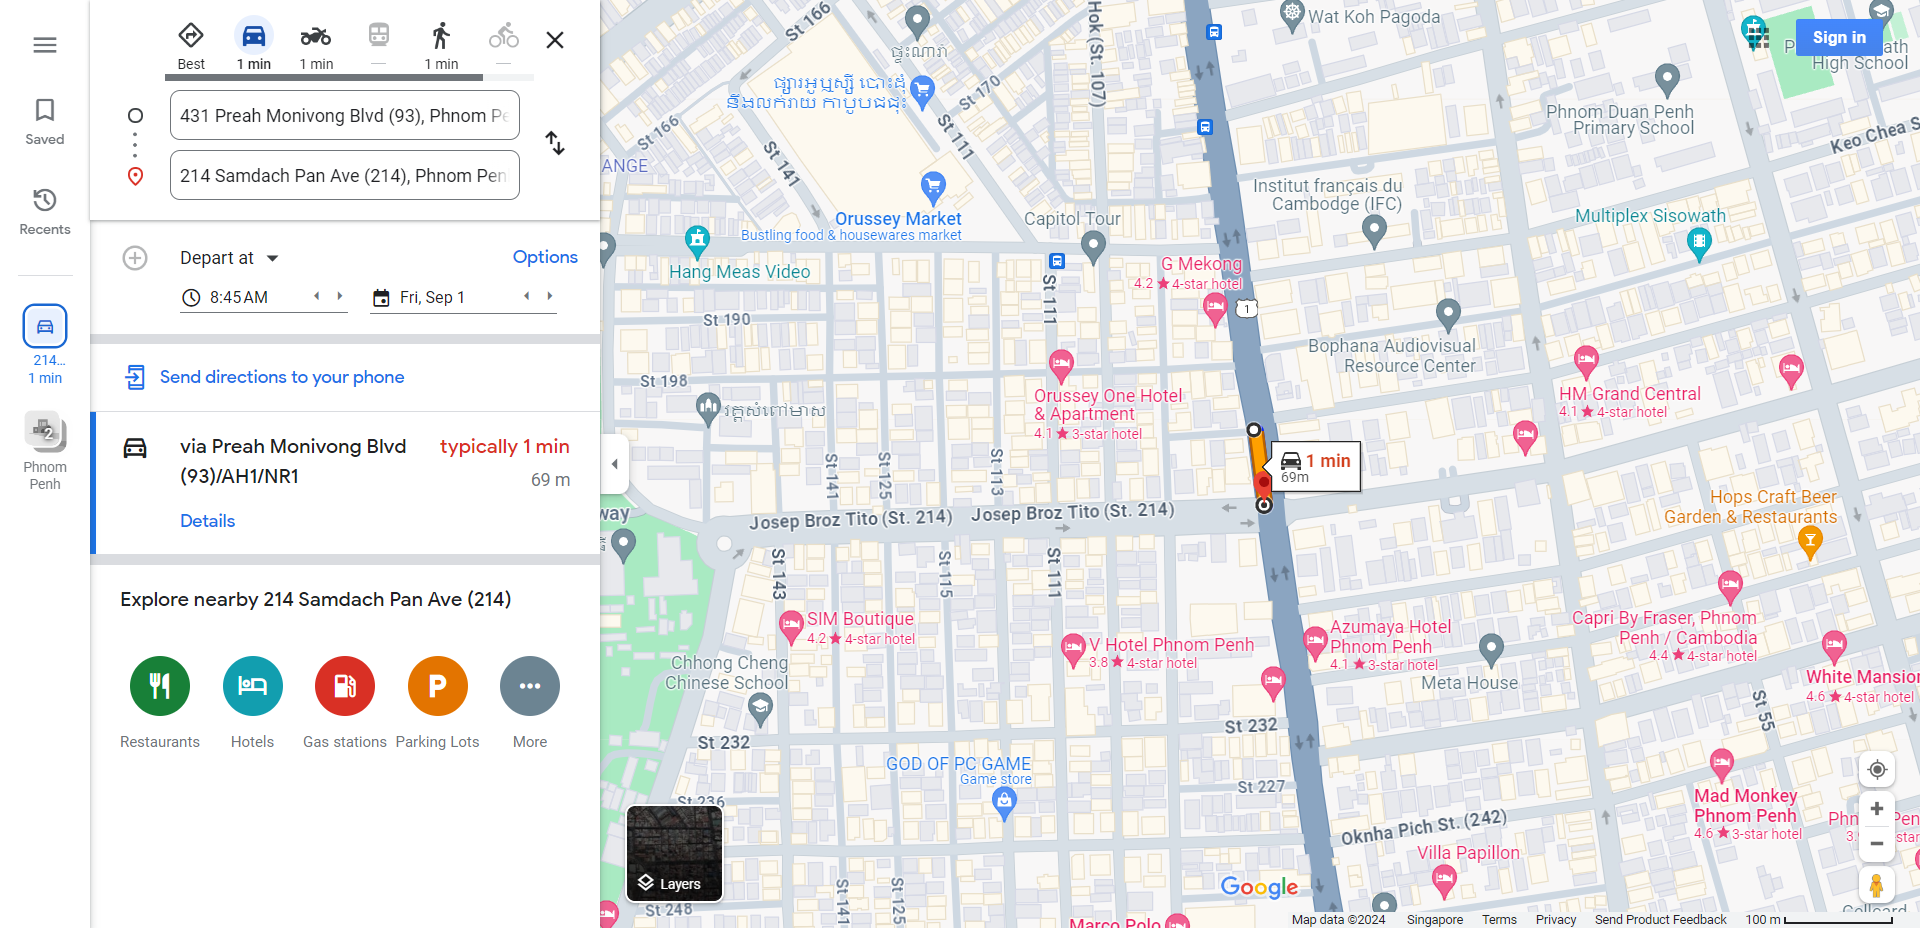 Best
1 min
1 min
1 min
431 Preah Monivong Blvd (93), Phnom Pe
214 Samdach Pan Ave (214), Phnom Pen
Saved
Recents
214...
1 min
Phnom
Penh
Depart at
Options
8:45 AM
Fri, Sep 1
Send directions to your phone
via Preah Monivong Blvd
(93)/AH1/NR1
typically 1 min
69 m
Details
Explore nearby 214 Samdach Pan Ave (214)
Restaurants
Hotels
Gas stations
Parking Lots
More
2
P
Layers
Sign in
St 166
Hok (St. 107)
Wat Koh Pagoda
High School
ផ្ទះណារ៉ា
St 170
St 166
St 111
St 141
ANGE
Phnom Duan Penh
Primary School
Keo Chea S
Institut français du
Cambodge (IFC)
Orussey Market
Bustling food & housewares market
Capitol Tour
Multiplex Sisowath
Hang Meas Video
G Mekong
4.2 ★ 4-star hotel
St 111
1
St 190
Bophana Audiovisual
Resource Center
St 198
Orussey One Hotel
& Apartment
4.1 ★ 3-star hotel
HM Grand Central
4.1 ★ 4-star hotel
វត្តសំពៅមាស
1 min
69m
St 141
St 125
St 113
way
Josep Broz Tito (St. 214)
Josep Broz Tito (St. 214)
Hops Craft Beer
Garden & Restaurants
St 143
St 115
St 111
SIM Boutique
4.2 ★ 4-star hotel
V Hotel Phnom Penh
3.8 ★ 4-star hotel
Azumaya Hotel
Phnom Penh
4.1 ★ 3-star hotel
Capri By Fraser, Phnom
Penh / Cambodia
4.4 ★ 4-star hotel
Chhong Cheng
Chinese School
Meta House
White Mansion
4.6 ★ 4-star hotel
St 55
St 232
St 232
GOD OF PC GAME
Game store
St 227
St 236
Mad Monkey
Phnom Penh
4.6 ★ 3-star hotel
Oknha Pich St. (242)
Villa Papillon
St 141
St 125
St 248
Marco Polo
Google
Map data ©2024
Singapore
Terms
Privacy
Send Product Feedback
100 m